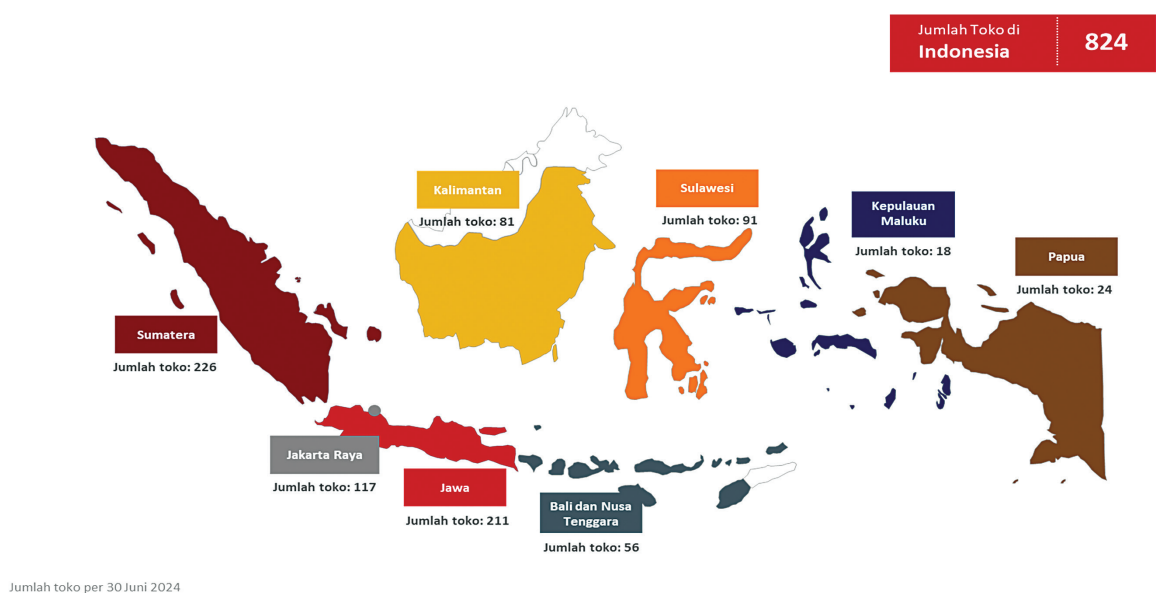 Jumlah Toko di
Indonesia
824
Kalimantan
Jumlah toko: 81
Sulawesi
Jumlah toko: 91
Kepulauan
Maluku
Jumlah toko: 18
Papua
Jumlah toko: 24
Sumatera
Jumlah toko: 226
Jakarta Raya
Jumlah toko: 117
Jawa
Jumlah toko: 211
Bali dan Nusa
Tenggara
Jumlah toko: 56
Jumlah toko per 30 Juni 2024